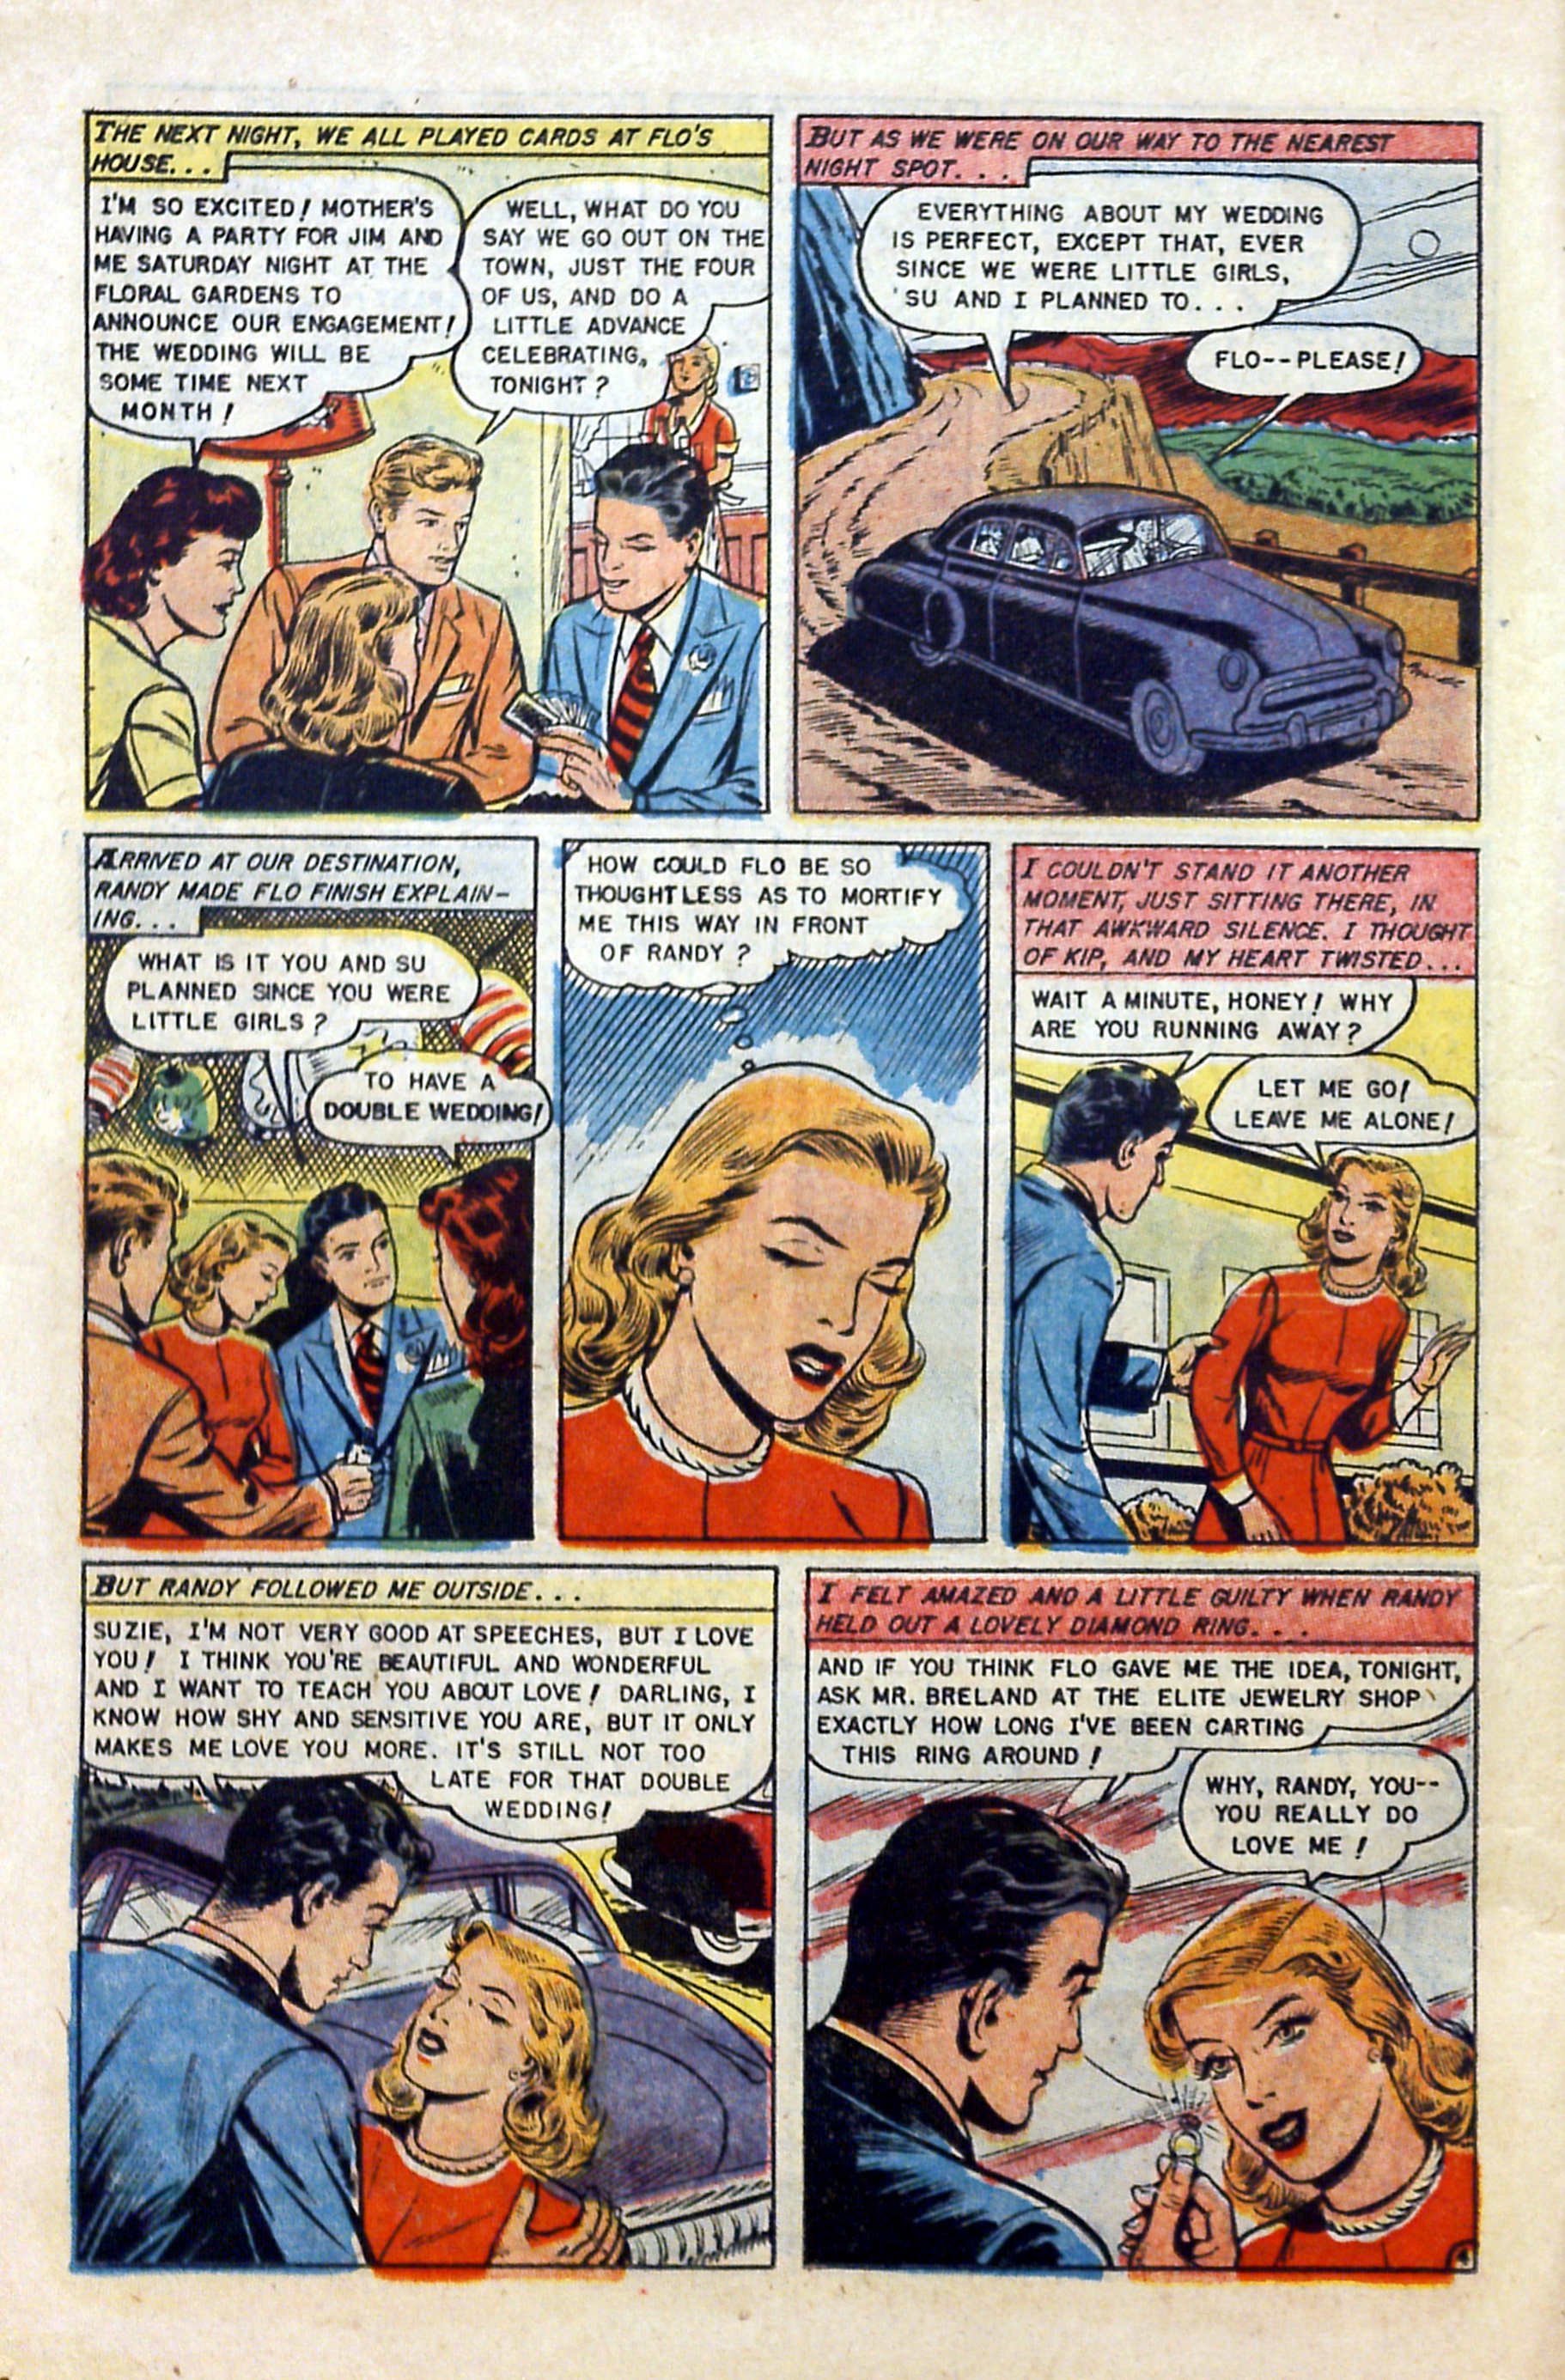 THE NEXT NIGHT, WE ALL PLAYED CARDS AT FLO'S
HOUSE...
I'M SO EXCITED! MOTHER'S
HAVING A PARTY FOR JIM AND
ME SATURDAY NIGHT AT THE
FLORAL GARDENS TO
ANNOUNCE OUR ENGAGEMENT!
THE WEDDING WILL BE
SOME TIME NEXT
MONTH!
WELL, WHAT DO YOU
SAY WE GO OUT ON THE
TOWN, JUST THE FOUR
OF US, AND DO A
LITTLE ADVANCE
CELEBRATING,
TONIGHT?
BUT AS WE WERE ON OUR WAY TO THE NEAREST
NIGHT SPOT. . . .
EVERYTHING ABOUT MY WEDDING
IS PERFECT, EXCEPT THAT, EVER
SINCE WE WERE LITTLE GIRLS,
SU AND I PLANNED TO. . .
FLO--PLEASE!
ARRIVED AT OUR DESTINATION,
RANDY MADE FLO FINISH EXPLAIN-
ING. . .
WHAT IS IT YOU AND SU
PLANNED SINCE YOU WERE
LITTLE GIRLS?
TO HAVE A
DOUBLE WEDDING!
HOW COULD FLO BE SO
THOUGHTLESS AS TO MORTIFY
ME THIS WAY IN FRONT
OF RANDY?
I COULDN'T STAND IT ANOTHER
MOMENT, JUST SITTING THERE, IN
THAT AWKWARD SILENCE. I THOUGHT
OF KIP, AND MY HEART TWISTED...
WAIT A MINUTE, HONEY! WHY
ARE YOU RUNNING AWAY?
LET ME GO!
LEAVE ME ALONE!
BUT RANDY FOLLOWED ME OUTSIDE. . .
SUZIE, I'M NOT VERY GOOD AT SPEECHES, BUT I LOVE
YOU! I THINK YOU'RE BEAUTIFUL AND WONDERFUL
AND I WANT TO TEACH YOU ABOUT LOVE! DARLING, I
KNOW HOW SHY AND SENSITIVE YOU ARE, BUT IT ONLY
MAKES ME LOVE YOU MORE. IT'S STILL NOT TOO
LATE FOR THAT DOUBLE
WEDDING!
I FELT AMAZED AND A LITTLE GUILTY WHEN RANDY
HELD OUT A LOVELY DIAMOND RING. . . .
AND IF YOU THINK FLO GAVE ME THE IDEA, TONIGHT,
ASK MR. BRELAND AT THE ELITE JEWELRY SHOP
EXACTLY HOW LONG I'VE BEEN CARTING
THIS RING AROUND!
WHY, RANDY, YOU--
YOU REALLY DO
LOVE ME!
4